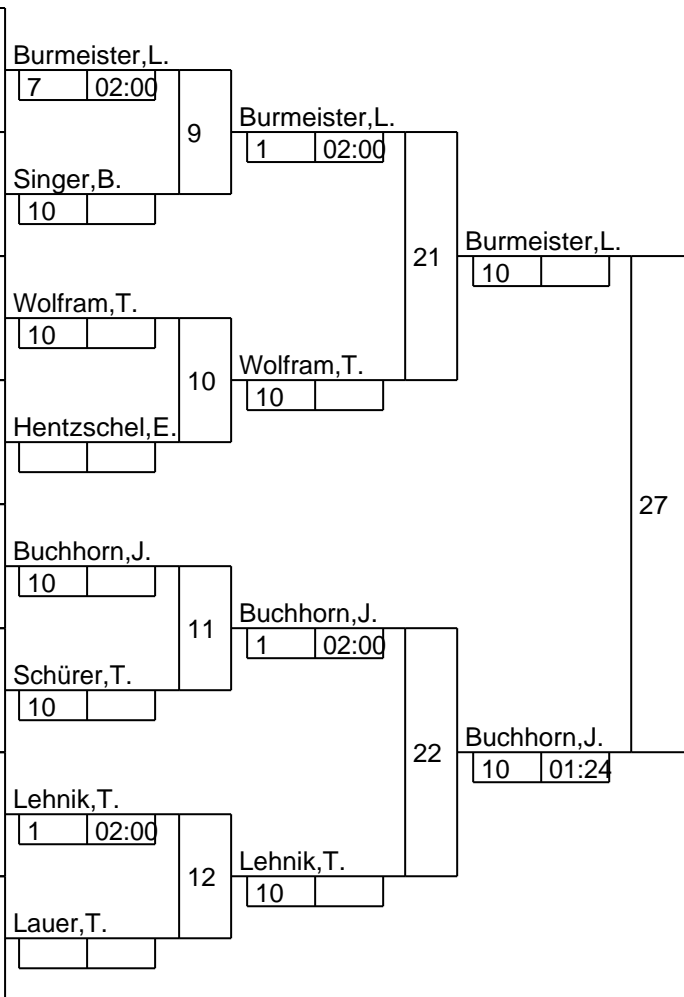 Burmeister,L.
7 02:00
9
Burmeister,L.
1 02:00
Singer,B.
10
21
Burmeister,L.
10
Wolfram,T.
10
10
Wolfram,T.
10
Hentzschel,E.
27
Buchhorn,J.
10
11
Buchhorn,J.
1 02:00
Schürer,T.
10
22
Buchhorn,J.
10 01:24
Lehnik,T.
1 02:00
12
Lehnik,T.
10
Lauer,T.